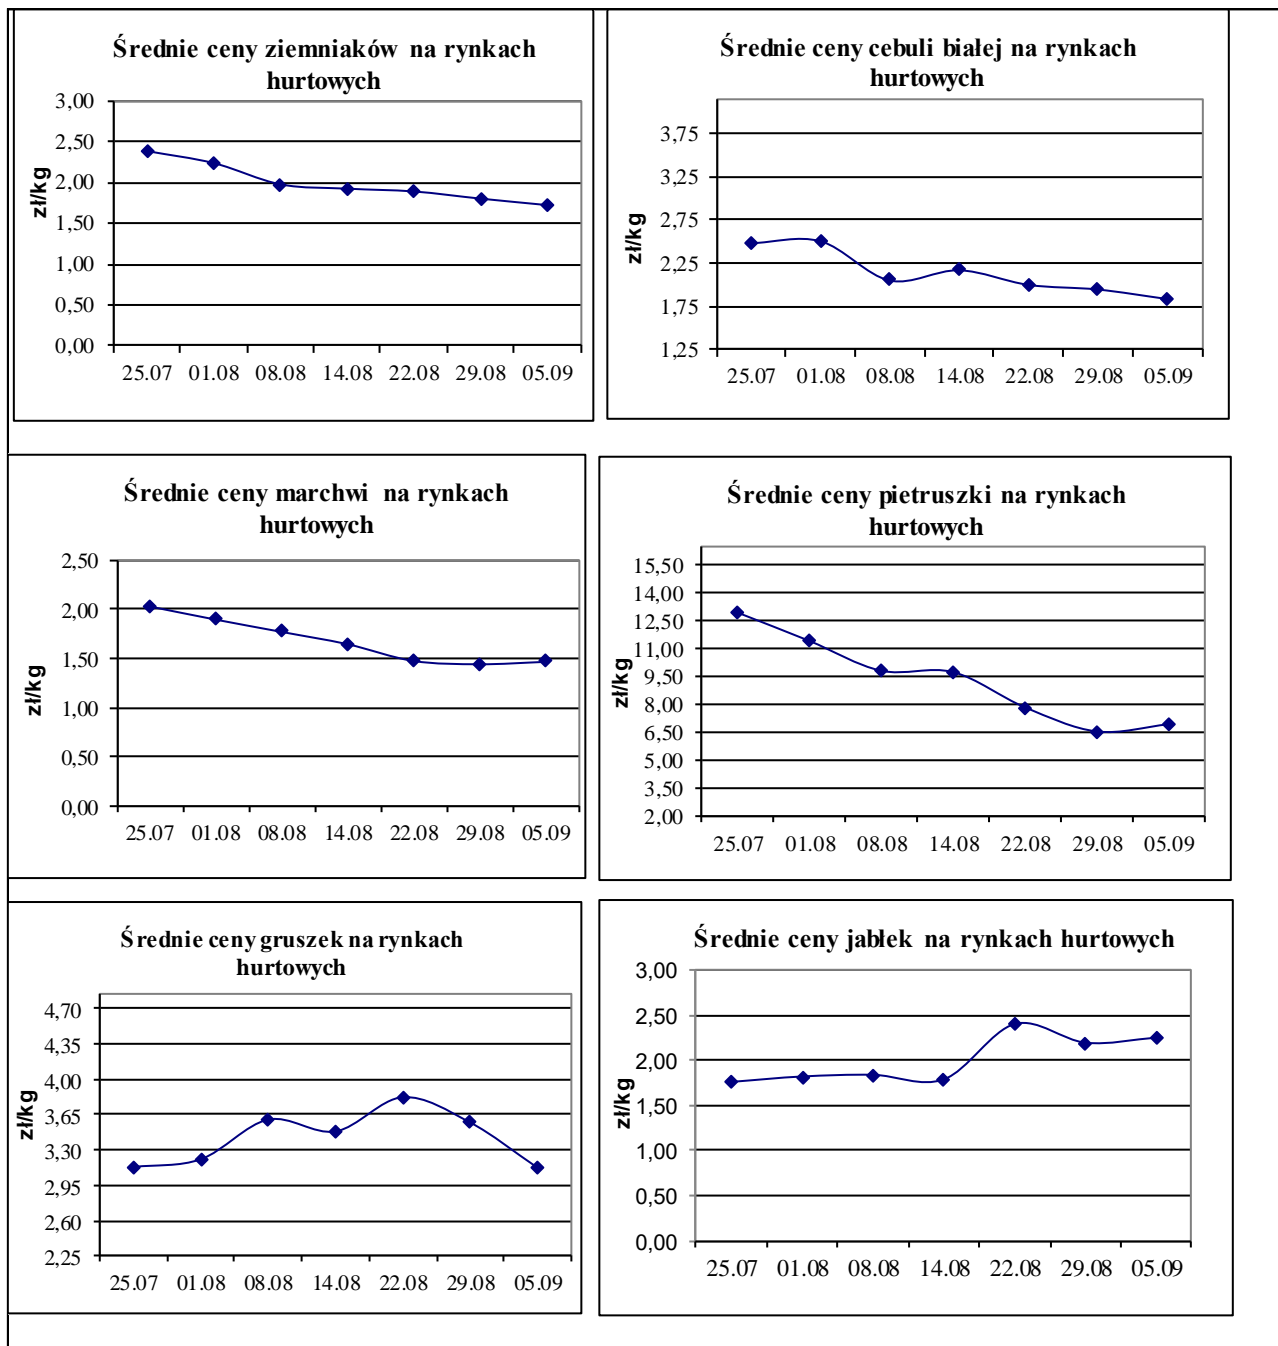 Średnie ceny ziemniaków na rynkach
hurtowych
3,00
2,50
2,00
1,50
1,00
0,50
0,00
zł/kg
25.07 01.08 08.08 14.08 22.08 29.08 05.09
Średnie ceny cebuli białej na rynkach
hurtowych
3,75
3,25
2,75
2,25
1,75
1,25
zł/kg
25.07 01.08 08.08 14.08 22.08 29.08 05.09
Średnie ceny marchwi na rynkach
hurtowych
2,50
2,00
1,50
1,00
0,50
0,00
zł/kg
25.07 01.08 08.08 14.08 22.08 29.08 05.09
Średnie ceny pietruszki na rynkach
hurtowych
15,50
14,00
12,50
11,00
9,50
8,00
6,50
5,00
3,50
2,00
zł/kg
25.07 01.08 08.08 14.08 22.08 29.08 05.09
Średnie ceny gruszek na rynkach
hurtowych
4,70
4,35
4,00
3,65
3,30
2,95
2,60
2,25
zł/kg
25.07 01.08 08.08 14.08 22.08 29.08 05.09
Średnie ceny jabłek na rynkach hurtowych
3,00
2,50
2,00
1,50
1,00
0,50
0,00
zł/kg
25.07 01.08 08.08 14.08 22.08 29.08 05.09